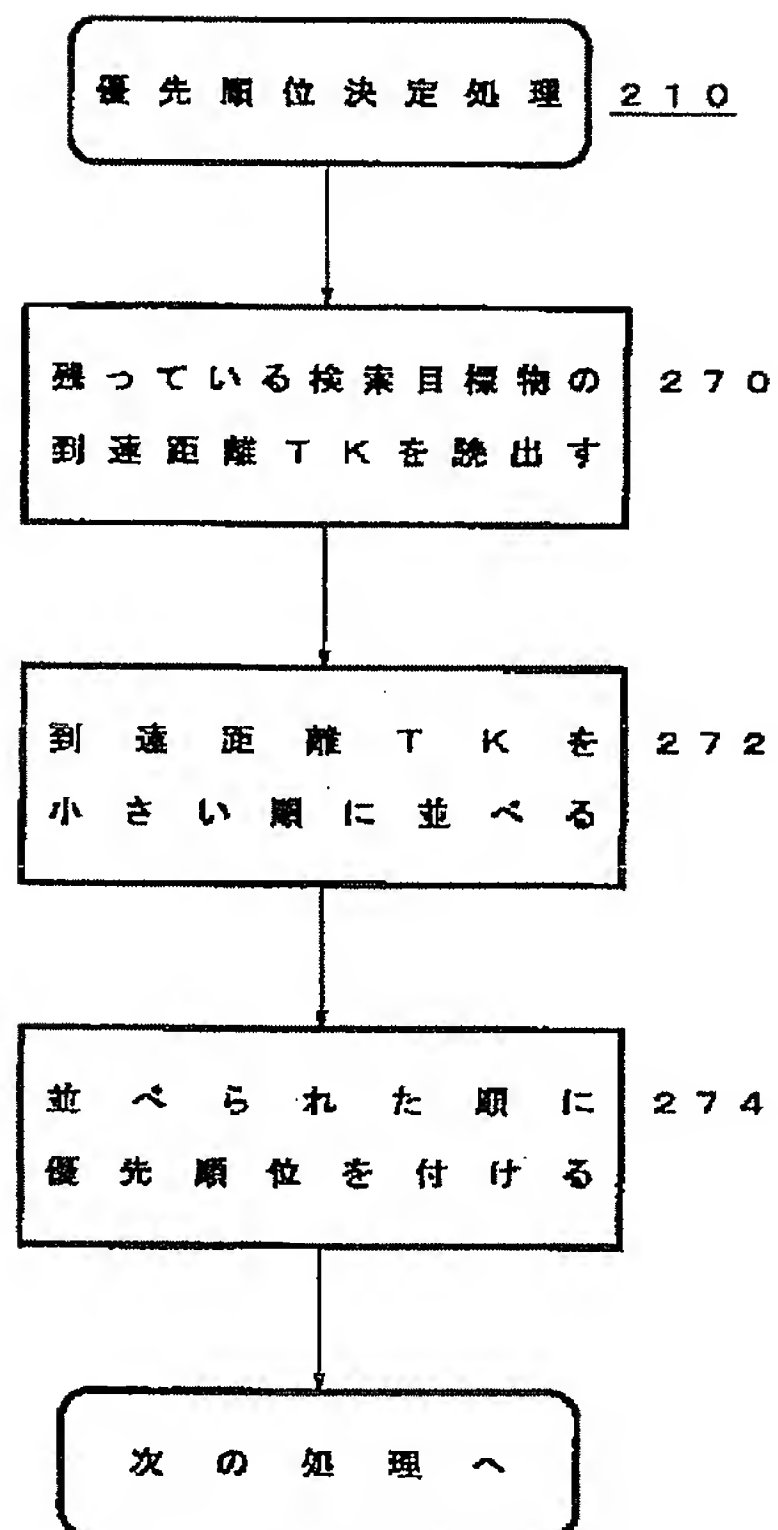 優先順位決定処理 210
残っている検索目標物の 270
到達距離TKを読出す
到達距離TKを 272
小さい順に並べる
並べられた順に 274
優先順位を付ける
次の処理へ